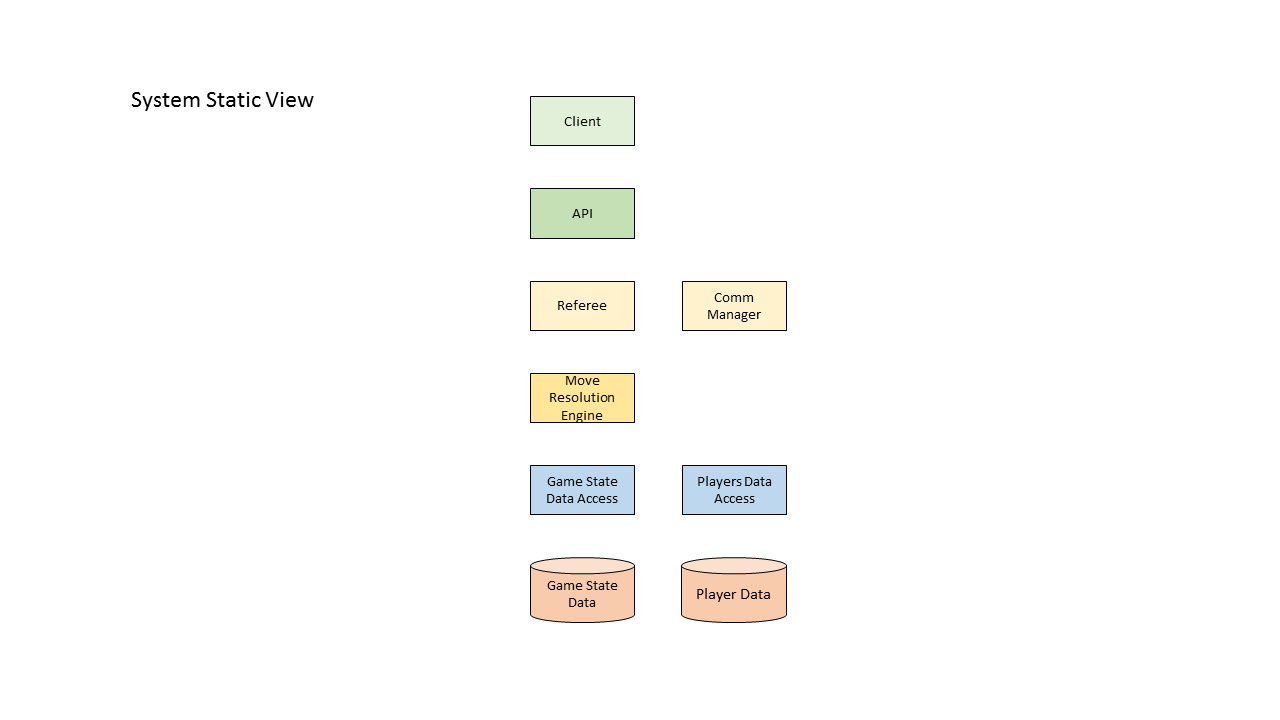 System Static View
Client
API
Referee
Comm
Manager
Move
Resolution
Engine
Game State
Data Access
Players Data
Access
Game State
Data
Player Data